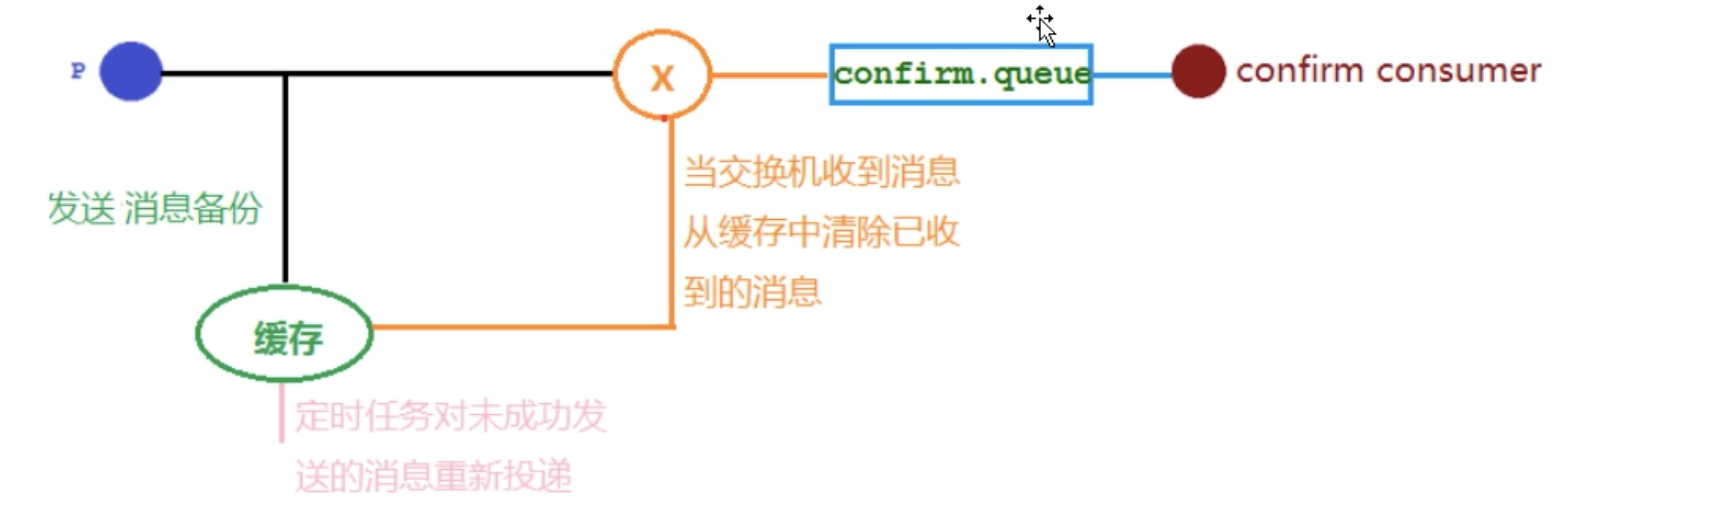 P
X
confirm.queue
confirm consumer
当交换机收到消息
从缓存中清除已收
到的消息
发送 消息备份
缓存
定时任务对未成功发
送的消息重新投递